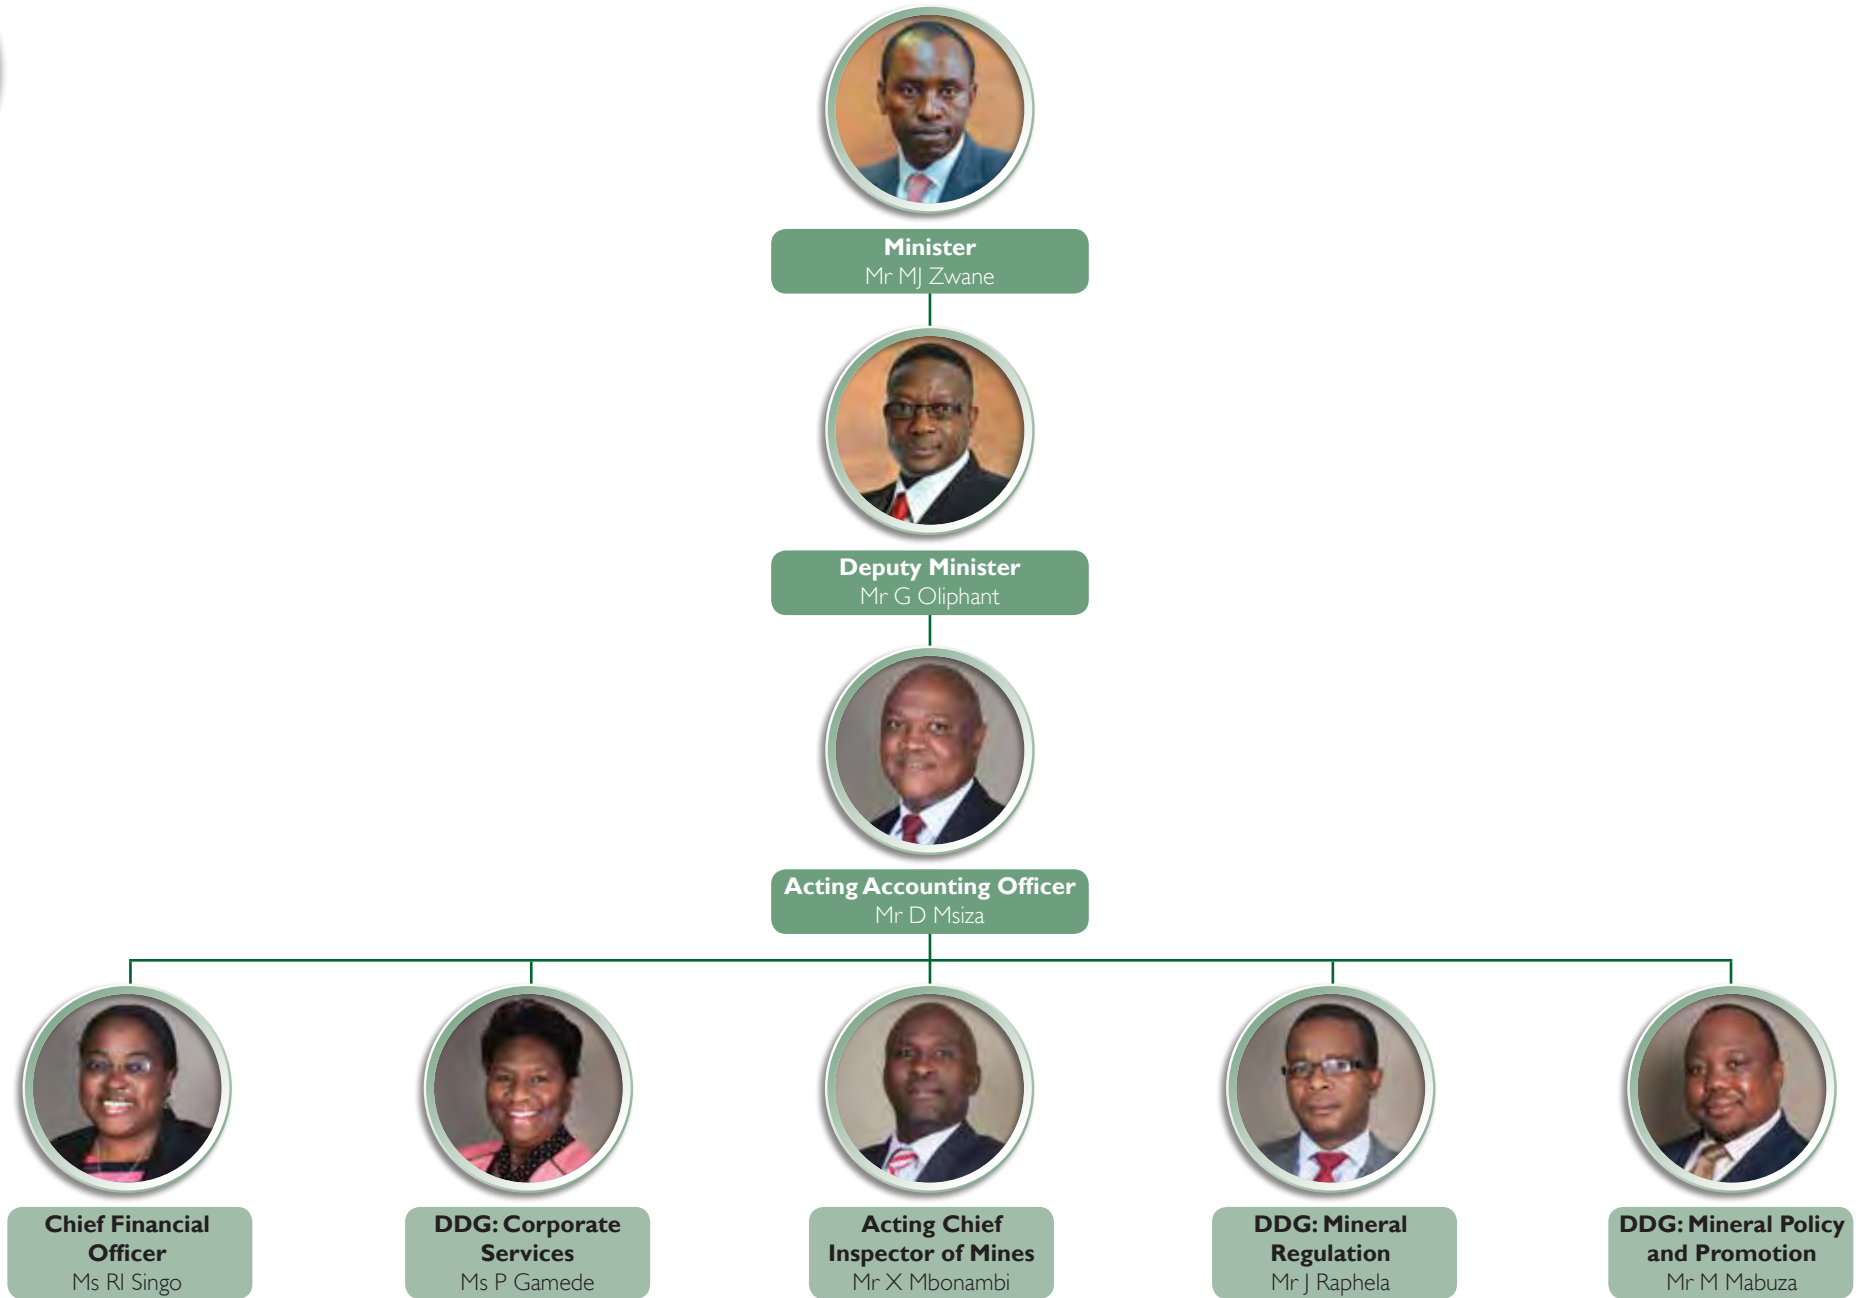 Minister
Mr MJ Zwane
Deputy Minister
Mr G Oliphant
Acting Accounting Officer
Mr D Msiza
Chief Financial
Officer
Ms RI Singo
DDG: Corporate
Services
Ms P Gamede
Acting Chief
Inspector of Mines
Mr X Mbonambi
DDG: Mineral
Regulation
Mr J Raphela
DDG: Mineral Policy
and Promotion
Mr M Mabuza